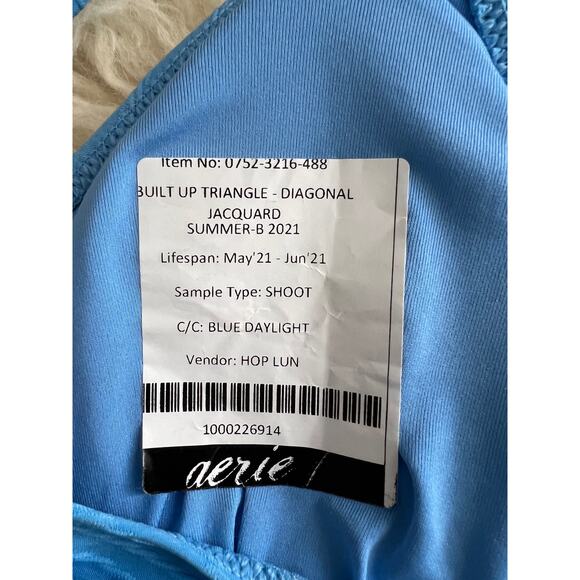 Item No: 0752-3216-488
BUILT UP TRIANGLE - DIAGONAL
JACQUARD
SUMMER-B 2021
Lifespan: May'21 - Jun'21
Sample Type: SHOOT
C/C: BLUE DAYLIGHT
Vendor: HOP LUN
1000226914
aerie